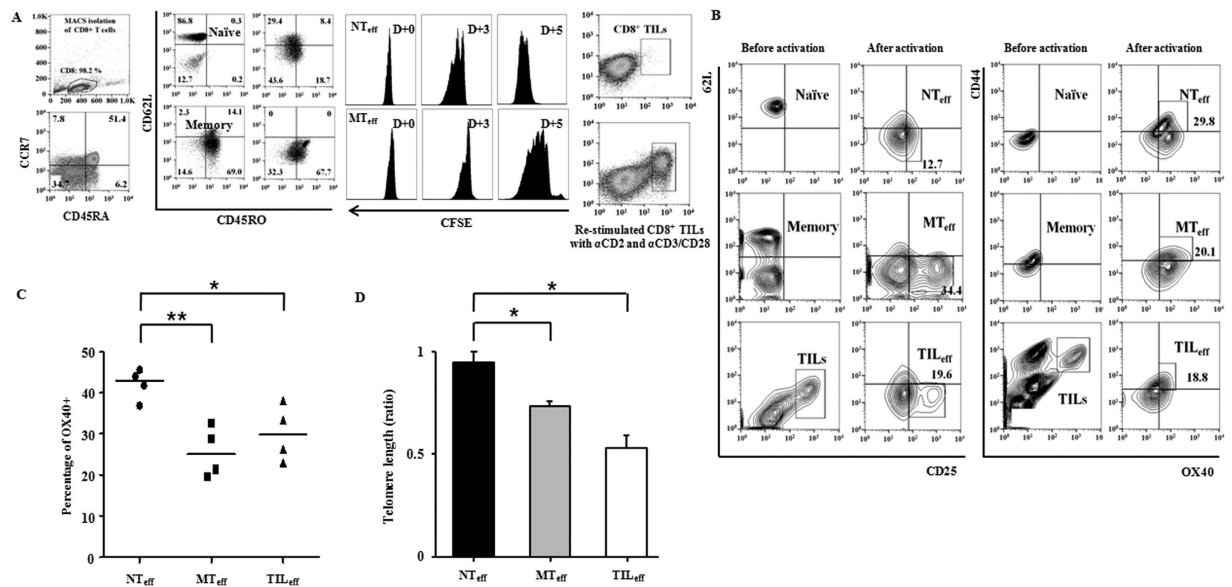 A
MACS isolation
of CD8+ T cells
CD8: 98.2 %
1.0K
800
600
400
200
0
0 200 400 600 800 1.0K
7.8 51.4
34.7 6.2
CCR7
CD45RA
86.8 0.3
Naïve
12.7 0.2
29.4 8.4
43.6 18.7
2.3 14.1
Memory
14.6 69.0
0 0
32.3 67.7
CD62L
CD45RO
NTeff D+0 D+3 D+5
MTeff D+0 D+3 D+5
CFSE
CD8+ TILs
Re-stimulated CD8+ TILs
with αCD2 and αCD3/CD28
B
Before activation After activation Before activation After activation
62L
CD44
Naïve
NTeff
12.7
Naïve
NTeff
29.8
Memory
MTeff
34.4
Memory
MTeff
20.1
TILs
TILeff
19.6
TILs
TILeff
18.8
CD25
OX40
C
*
**
Percentage of OX40+
50
40
30
20
10
0
NTeff MTeff TILeff
D
*
*
Telomere length (ratio)
1
0.5
0
NTeff MTeff TILeff